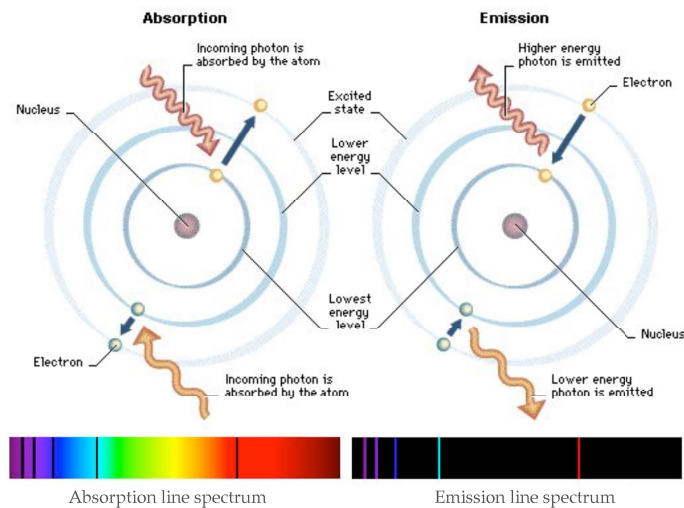 Absorption
Emission
Incoming photon is
absorbed by the atom
Higher energy
photon is emitted
Electron
Nucleus
Excited
state
Lower
energy
level
Lowest
energy
level
Nucleus
Electron
Incoming photon is
absorbed by the atom
Lower energy
photon is emitted
Absorption line spectrum
Emission line spectrum